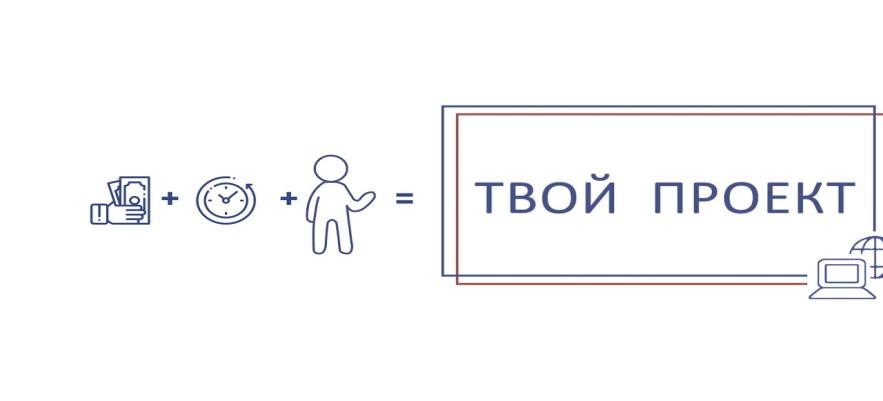 + + = ТВОЙ ПРОЕКТ